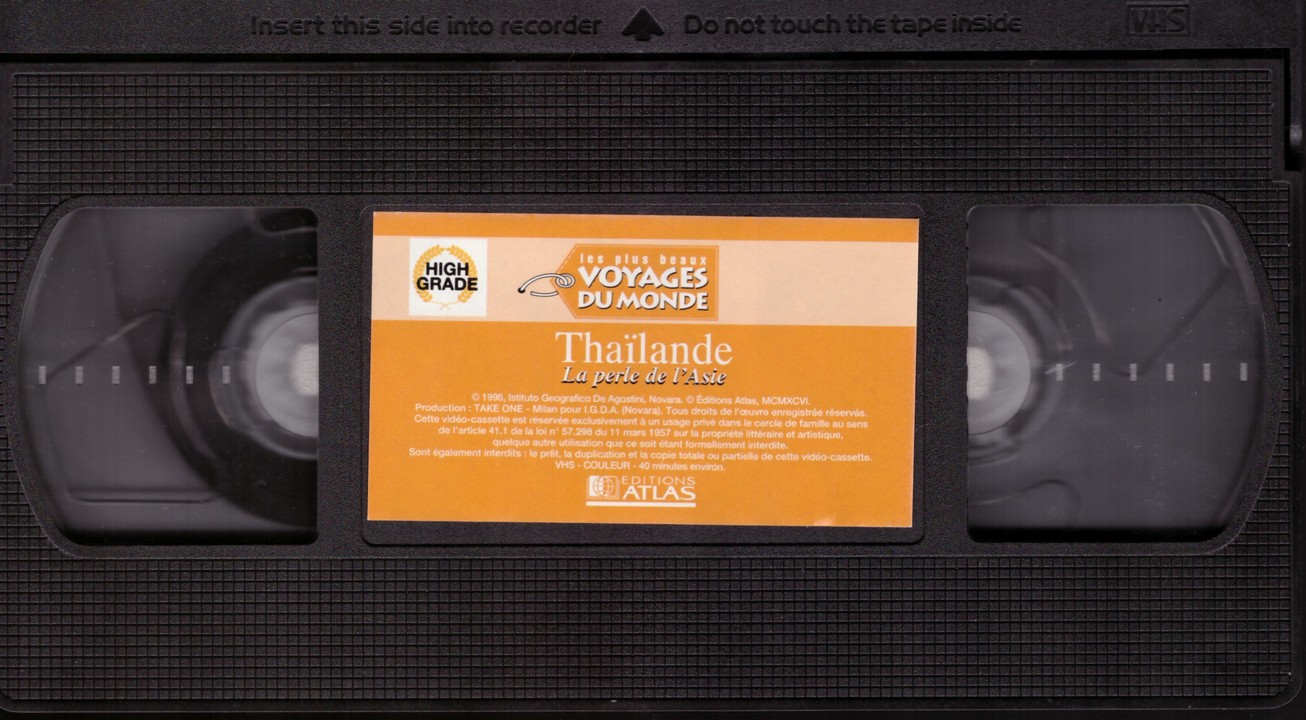 Insert this side into recorder Do not touch the tape inside VHS
HIGH
GRADE
les plus beaux
VOYAGES
DU MONDE
Thaïlande
La perle de l'Asie
© 1996, Istituto Geografico De Agostini, Novara. © Éditions Atlas, MCMXCVI.
Production : TAKE ONE - Milan pour I.G.D.A. (Novara). Tous droits de l'œuvre enregistrée réservés.
Cette vidéo-cassette est réservée exclusivement à un usage privé dans le cercle de famille au sens
de l'article 41.1 de la loi n° 57.298 du 11 mars 1957 sur la propriété littéraire et artistique,
quelque autre utilisation que ce soit étant formellement interdite.
Sont également interdits : le prêt, la duplication et la copie totale ou partielle de cette vidéo-cassette.
VHS - COULEUR - 40 minutes environ.
EDITIONS
ATLAS